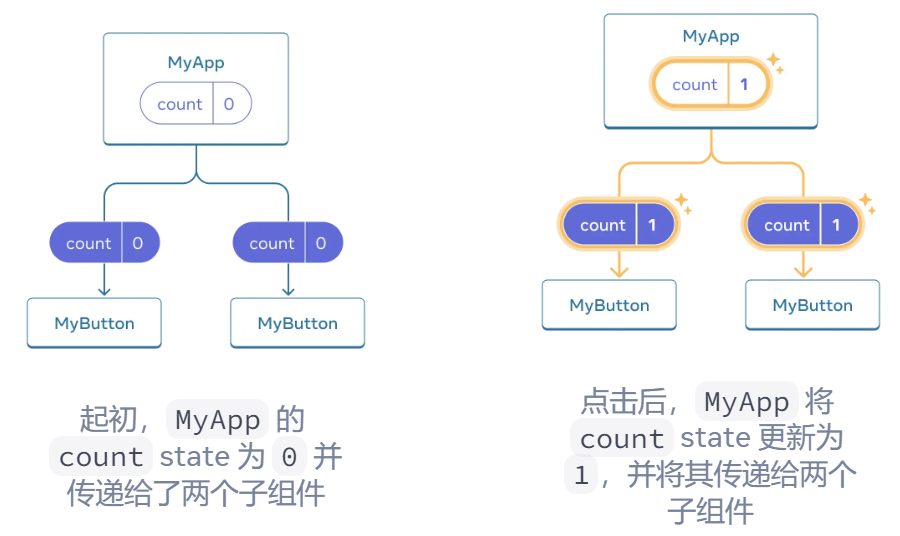 MyApp
count 0
count 0
count 0
MyButton
MyButton
起初，MyApp 的
count state 为 0 并
传递给了两个子组件
MyApp
count 1
count 1
count 1
MyButton
MyButton
点击后，MyApp 将
count state 更新为
1 ，并将其传递给两个
子组件